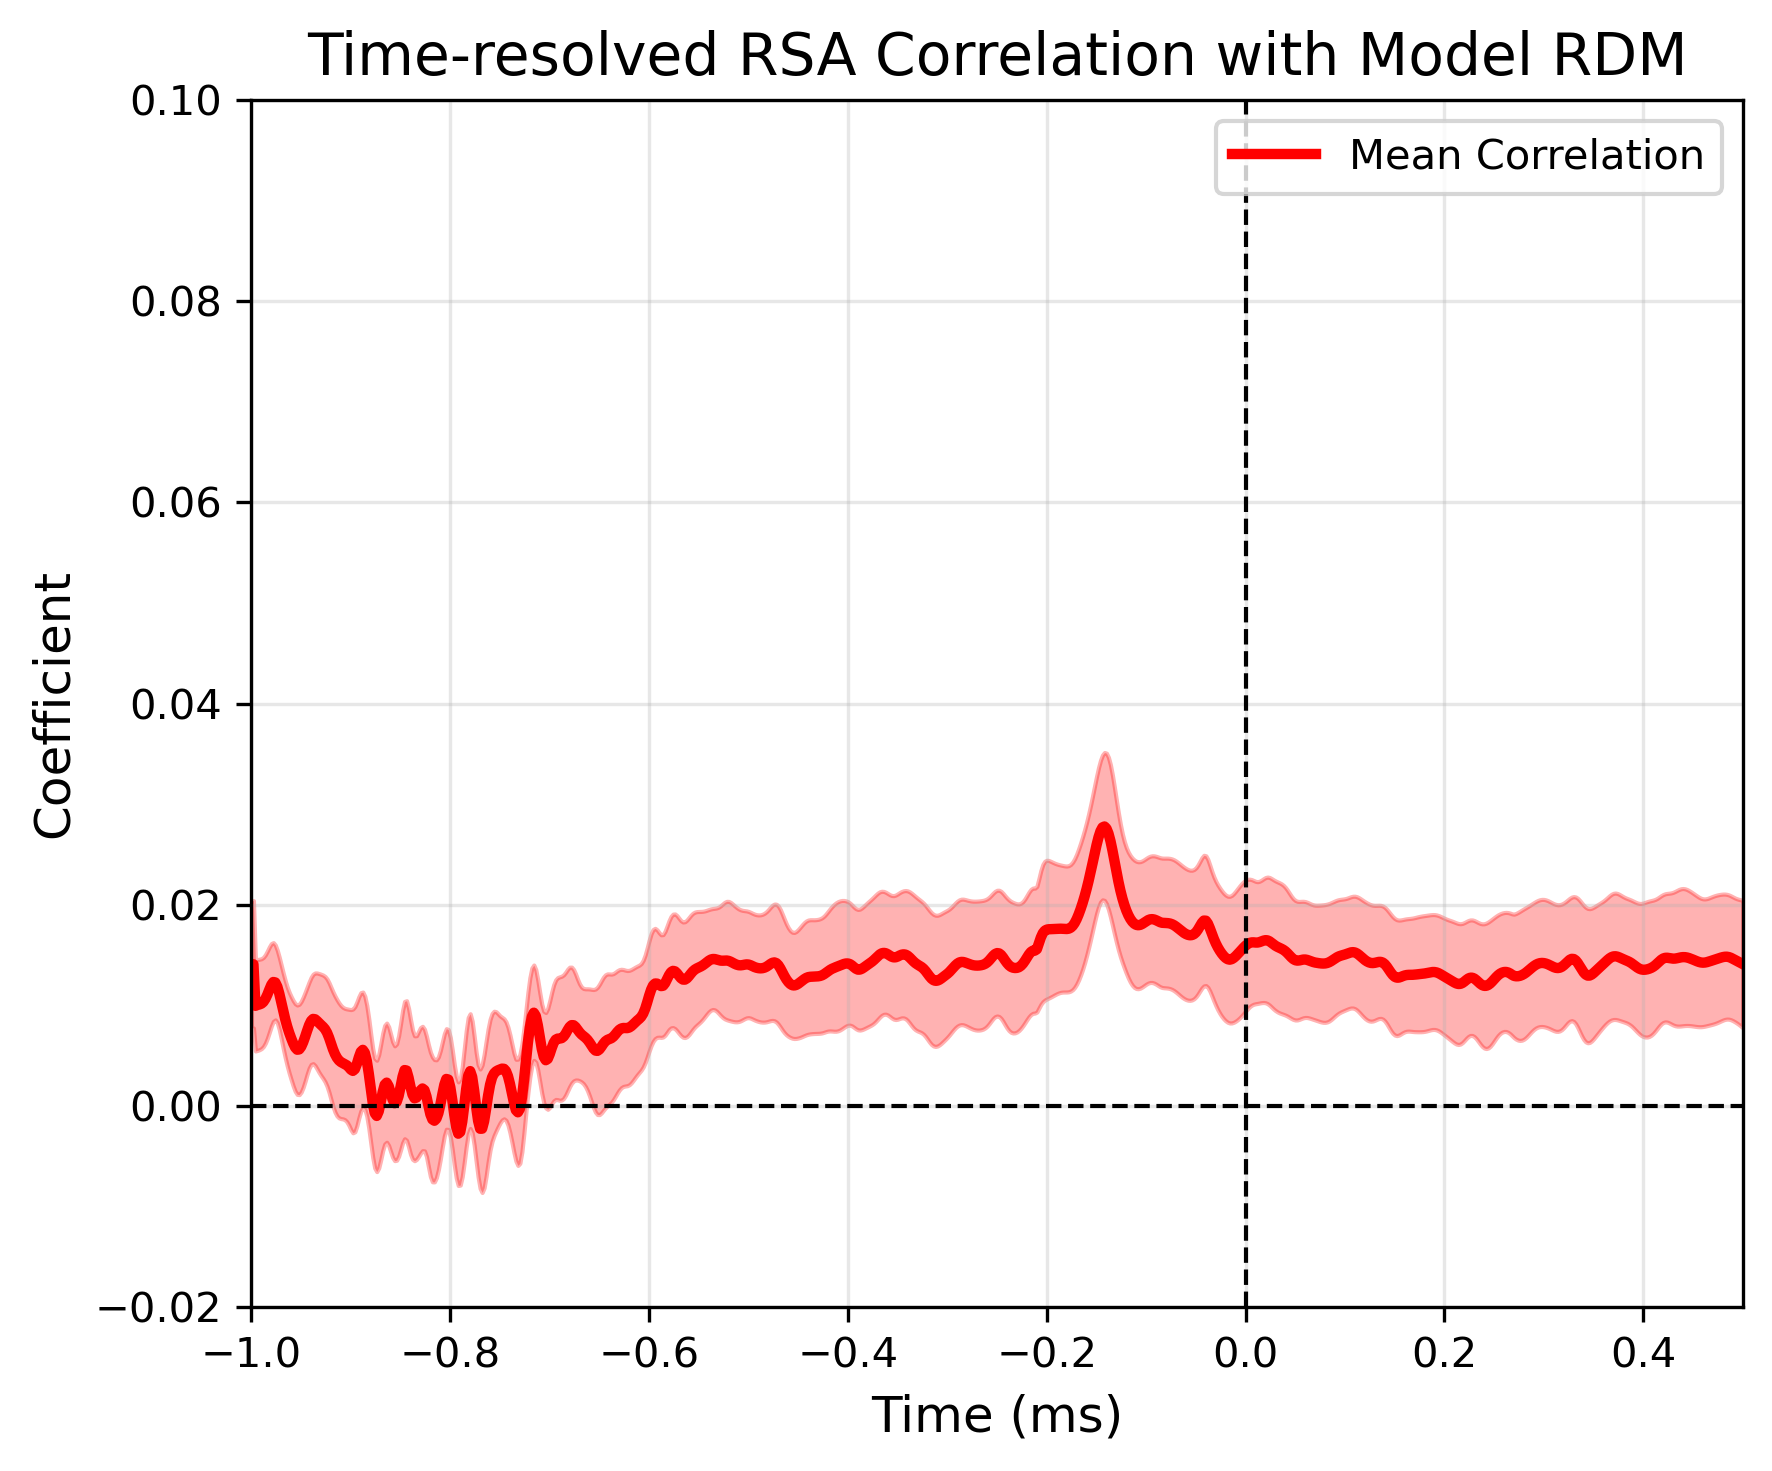 Time-resolved RSA Correlation with Model RDM
Mean Correlation
0.10
0.08
0.06
0.04
0.02
0.00
−0.02
Coefficient
−1.0 −0.8 −0.6 −0.4 −0.2 0.0 0.2 0.4
Time (ms)